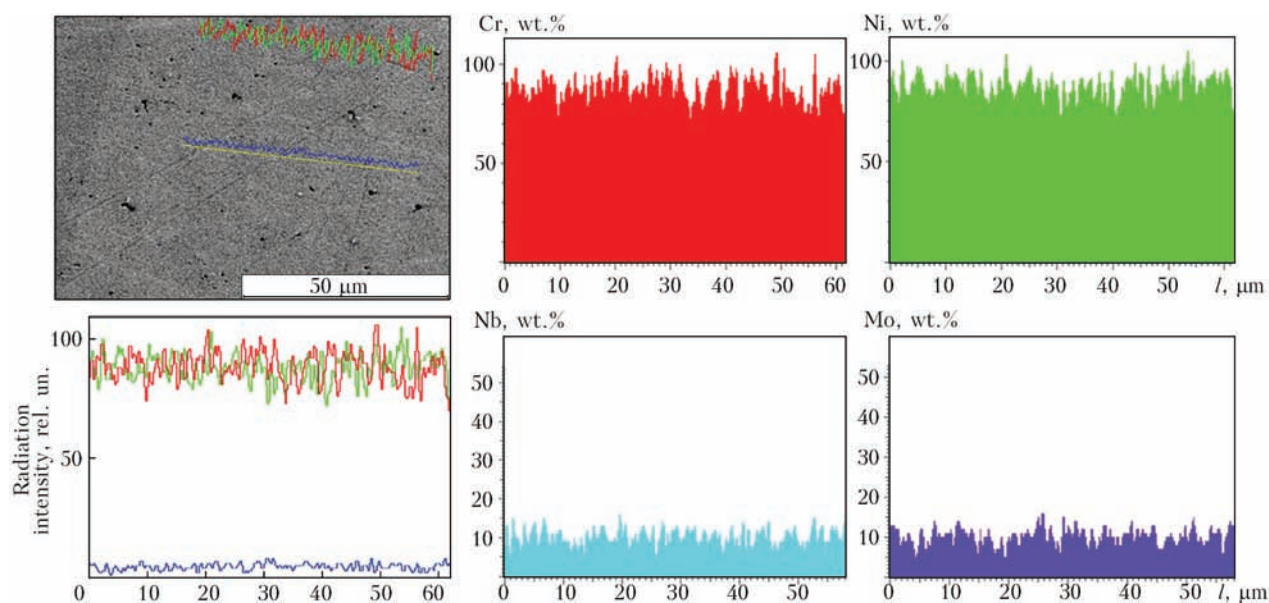 50 μm
Cr, wt.%
100
50
0 10 20 30 40 50 60
Ni, wt.%
100
50
0 10 20 30 40 50 l, μm
Radiation
intensity, rel. un.
100
50
0 10 20 30 40 50 60
Nb, wt.%
50
40
30
20
10
0 10 20 30 40 50
Mo, wt.%
50
40
30
20
10
0 10 20 30 40 50 l, μm